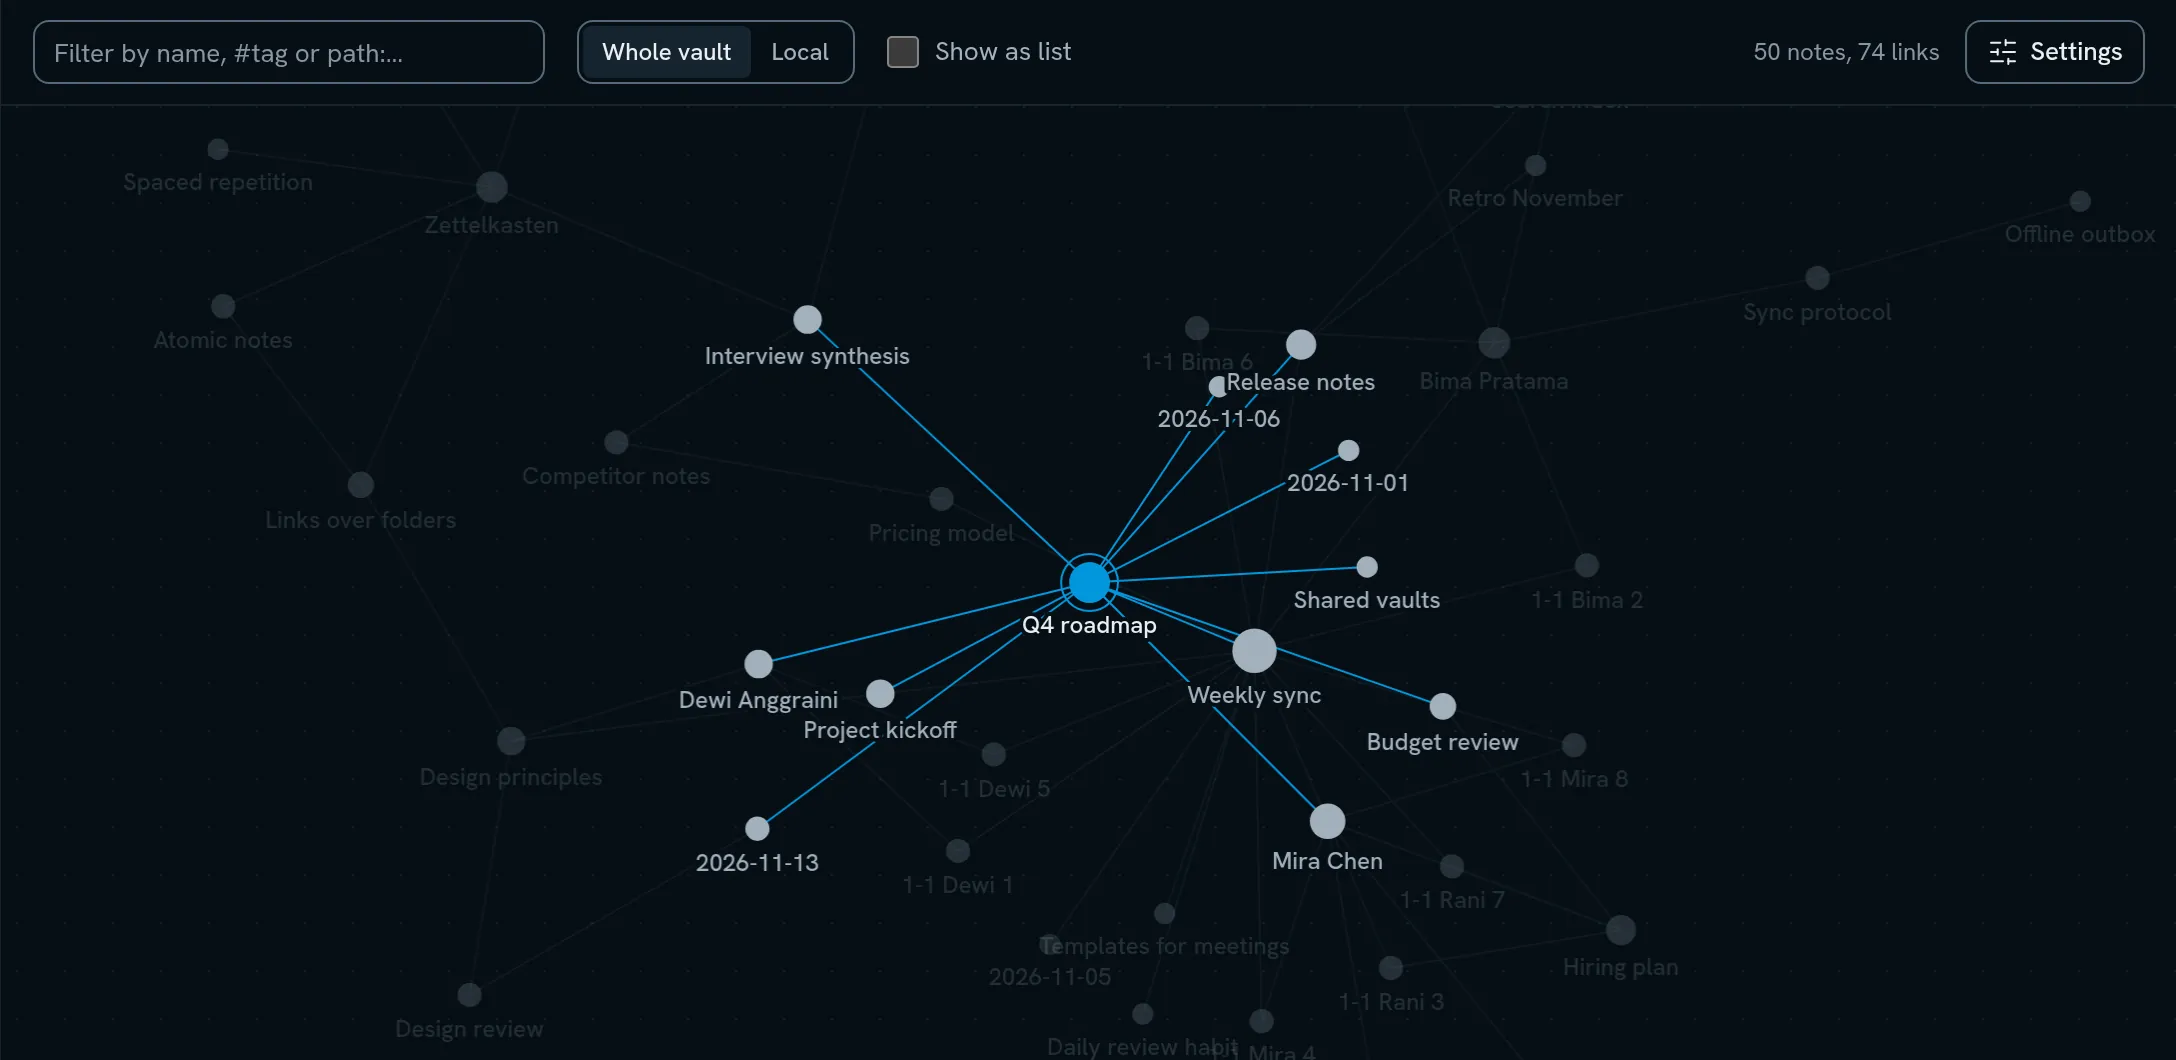 Filter by name, #tag or path:...
Whole vault
Local
Show as list
50 notes, 74 links
Settings
Spaced repetition
Zettelkasten
Retro November
Offline outbox
Atomic notes
Sync protocol
Interview synthesis
1-1 Bima 6
Release notes
Bima Pratama
2026-11-06
Competitor notes
2026-11-01
Links over folders
Pricing model
Shared vaults
1-1 Bima 2
Q4 roadmap
Dewi Anggraini
Weekly sync
Project kickoff
Budget review
Design principles
1-1 Dewi 5
1-1 Mira 8
2026-11-13
Mira Chen
1-1 Dewi 1
1-1 Rani 7
Templates for meetings
2026-11-05
Hiring plan
1-1 Rani 3
Design review
Daily review habit
Mira 4